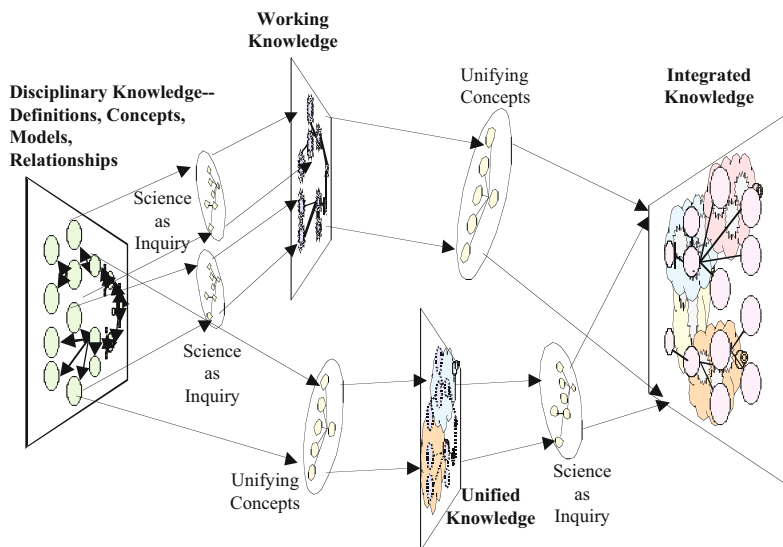 Disciplinary Knowledge--
Definitions, Concepts,
Models,
Relationships
Science
as
Inquiry
Science
as
Inquiry
Working
Knowledge
Unifying
Concepts
Integrated
Knowledge
Unifying
Concepts
Unified
Knowledge
Science
as
Inquiry